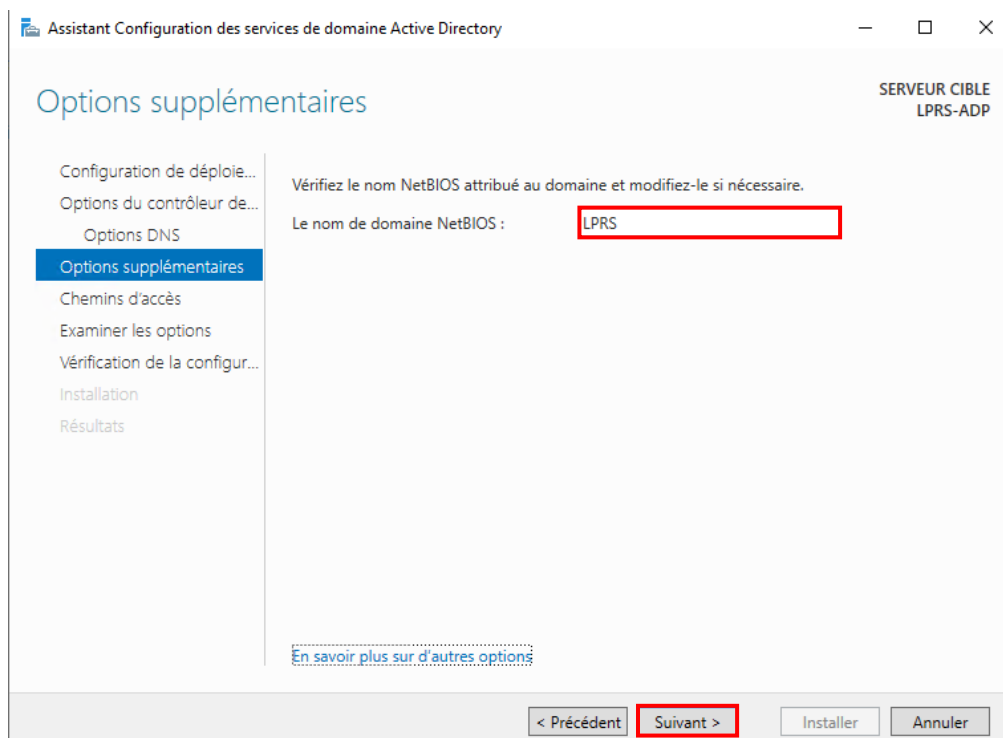 Assistant Configuration des services de domaine Active Directory
Options supplémentaires
SERVEUR CIBLE
LPRS-ADP
Configuration de déploie...
Options du contrôleur de...
Options DNS
Options supplémentaires
Chemins d'accès
Examiner les options
Vérification de la configur...
Installation
Résultats
Vérifiez le nom NetBIOS attribué au domaine et modifiez-le si nécessaire.
Le nom de domaine NetBIOS : LPRS
En savoir plus sur d'autres options
< Précédent Suivant > Installer Annuler